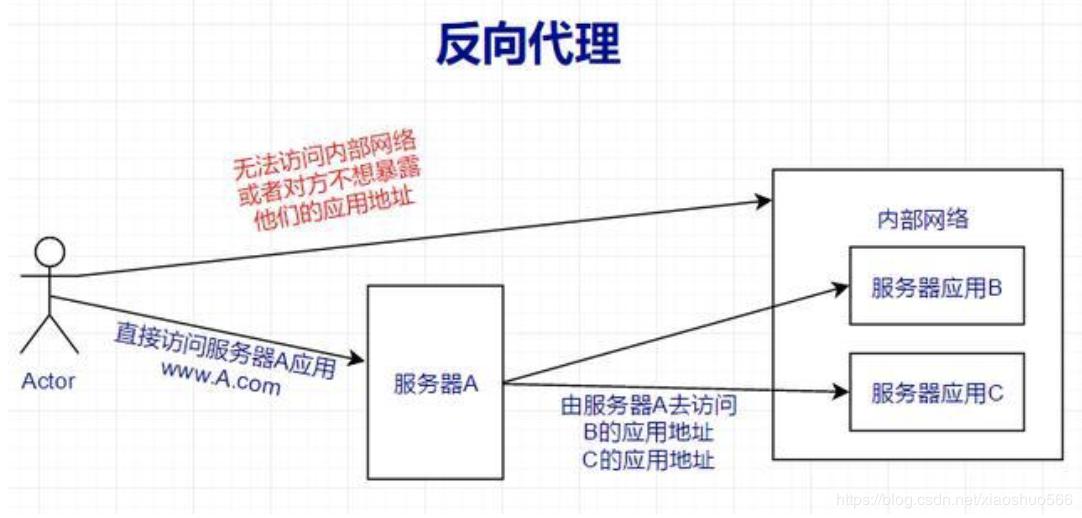 反向代理
无法访问内部网络
或者对方不想暴露
他们的应用地址
内部网络
服务器应用B
直接访问服务器A应用
www.A.com
Actor
服务器A
服务器应用C
由服务器A去访问
B的应用地址
C的应用地址
https://blog.csdn.net/xiaoshuo566